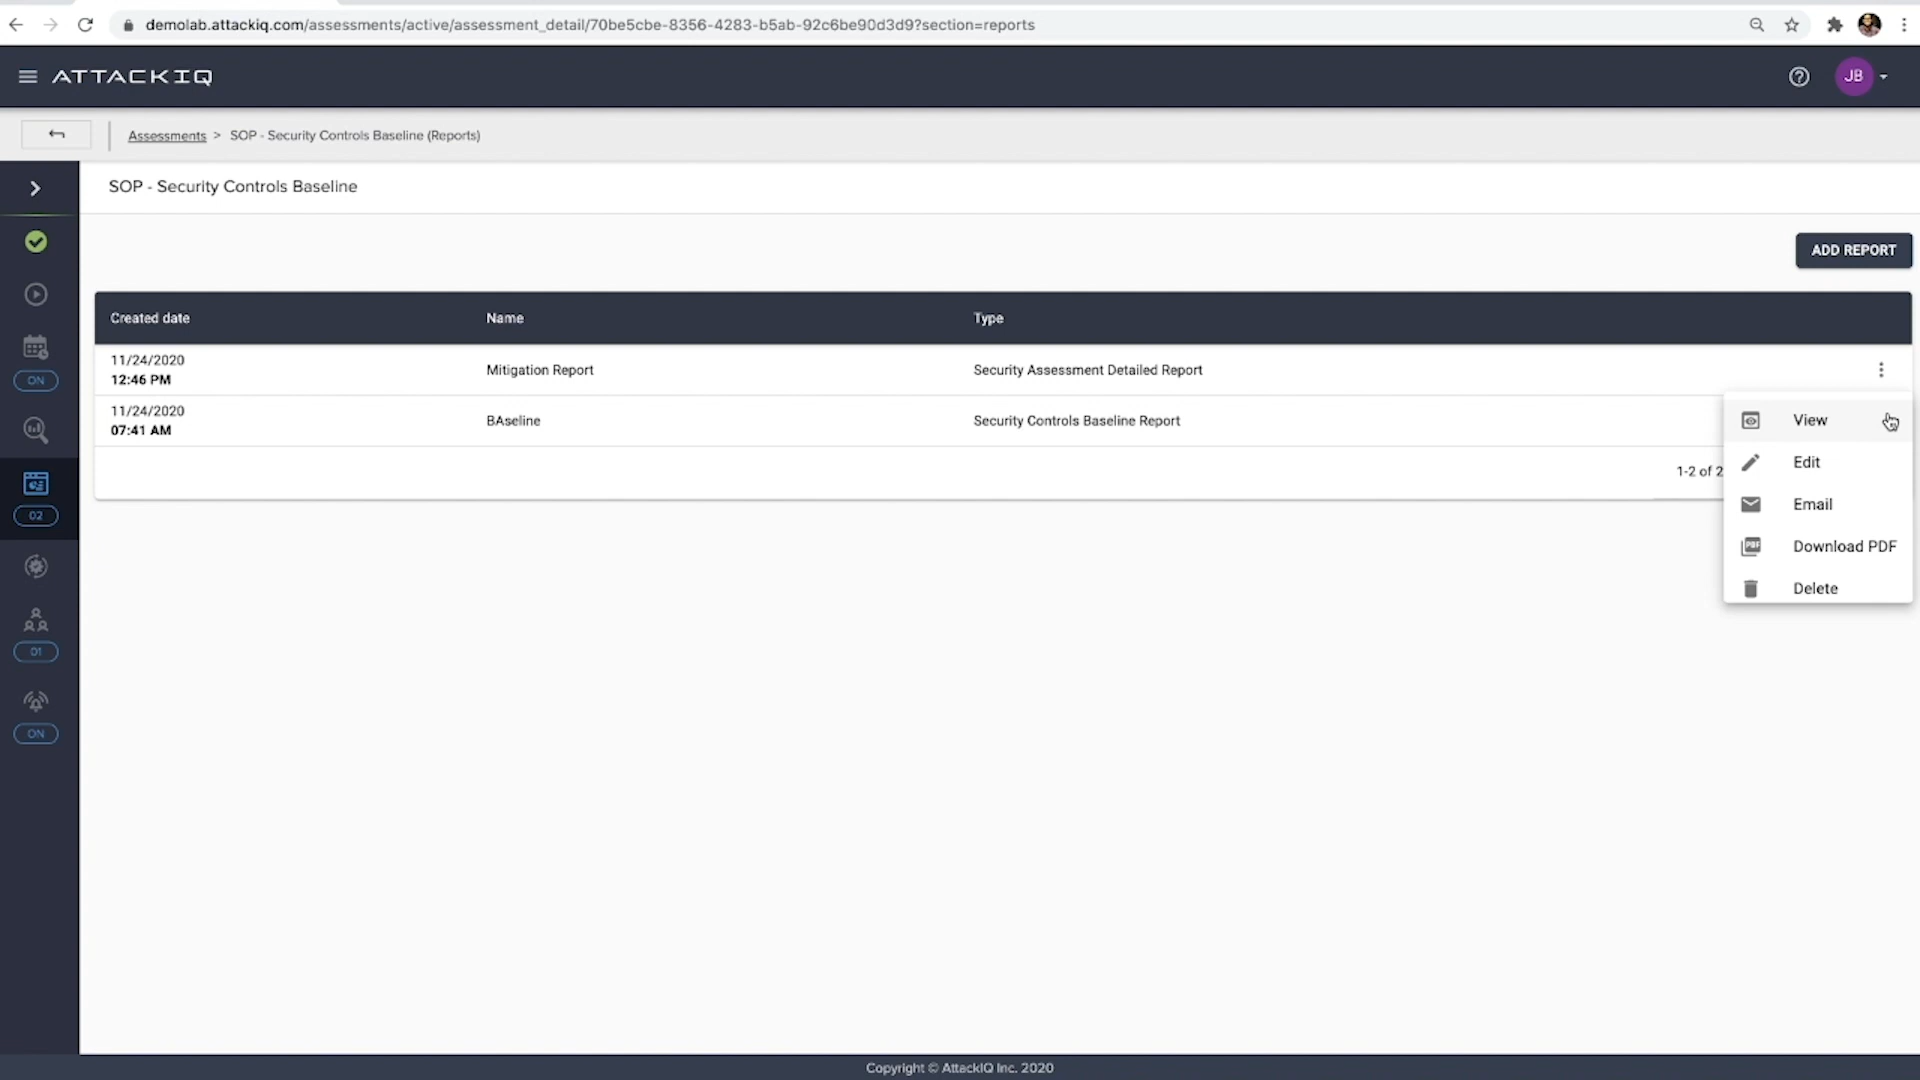 demolab.attackiq.com/assessments/active/assessment_detail/70be5cbe-8356-4283-b5ab-92c6be90d3d9?section=reports
ATTACKIQ
JB
Assessments > SOP - Security Controls Baseline (Reports)
SOP - Security Controls Baseline
ADD REPORT
Created date Name Type
11/24/2020
12:46 PM
Mitigation Report
Security Assessment Detailed Report
11/24/2020
07:41 AM
BAseline
Security Controls Baseline Report
1-2 of 2
View
Edit
Email
PDF Download PDF
Delete
ON
02
01
ON
Copyright © AttackIQ Inc. 2020